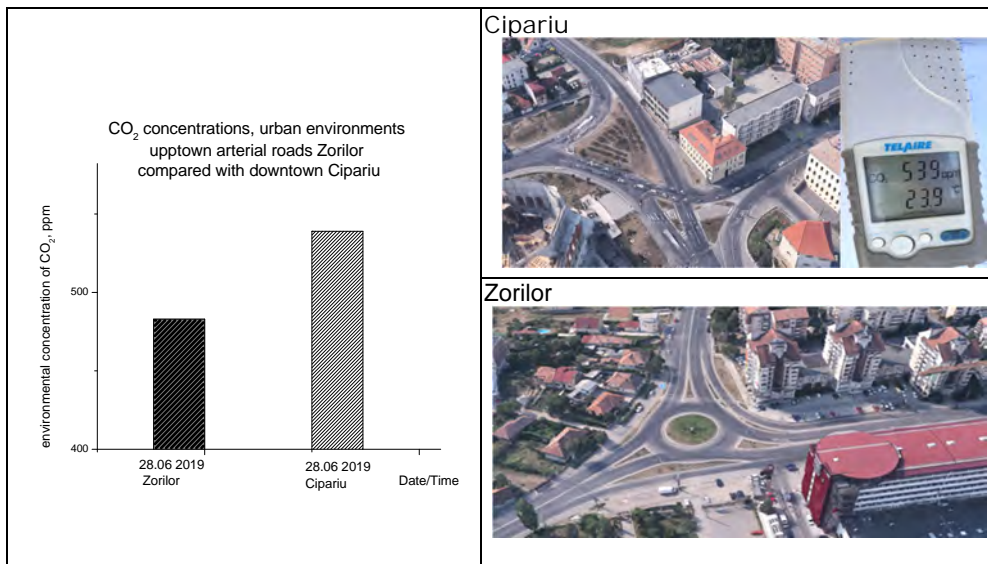 CO2 concentrations, urban environments
upptown arterial roads Zorilor
compared with downtown Cipariu
environmental concentration of CO2, ppm
500
400
28.06 2019
Zorilor
28.06 2019
Cipariu
Date/Time
Cipariu
TELAIRE
CO2 539 ppm
23.9 °C
Zorilor